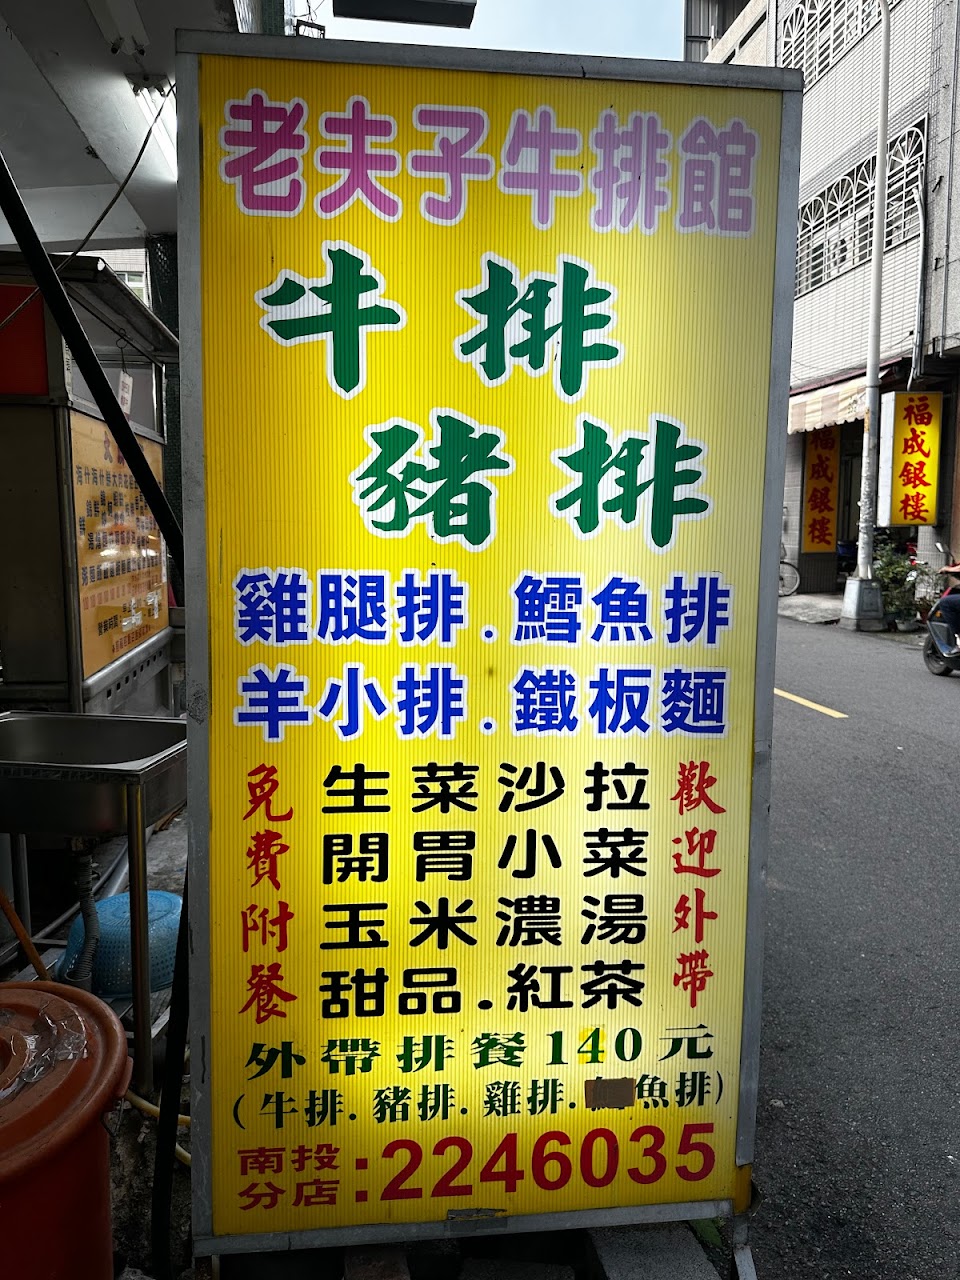 老夫子牛排館
牛排
豬排
雞腿排.鱈魚排
羊小排.鐵板麵
免費附餐
生菜沙拉
開胃小菜
玉米濃湯
甜品.紅茶
歡迎外帶
外帶排餐140元
(牛排.豬排.雞排.魚排)
南投分店:2246035
福成銀樓
福成銀樓